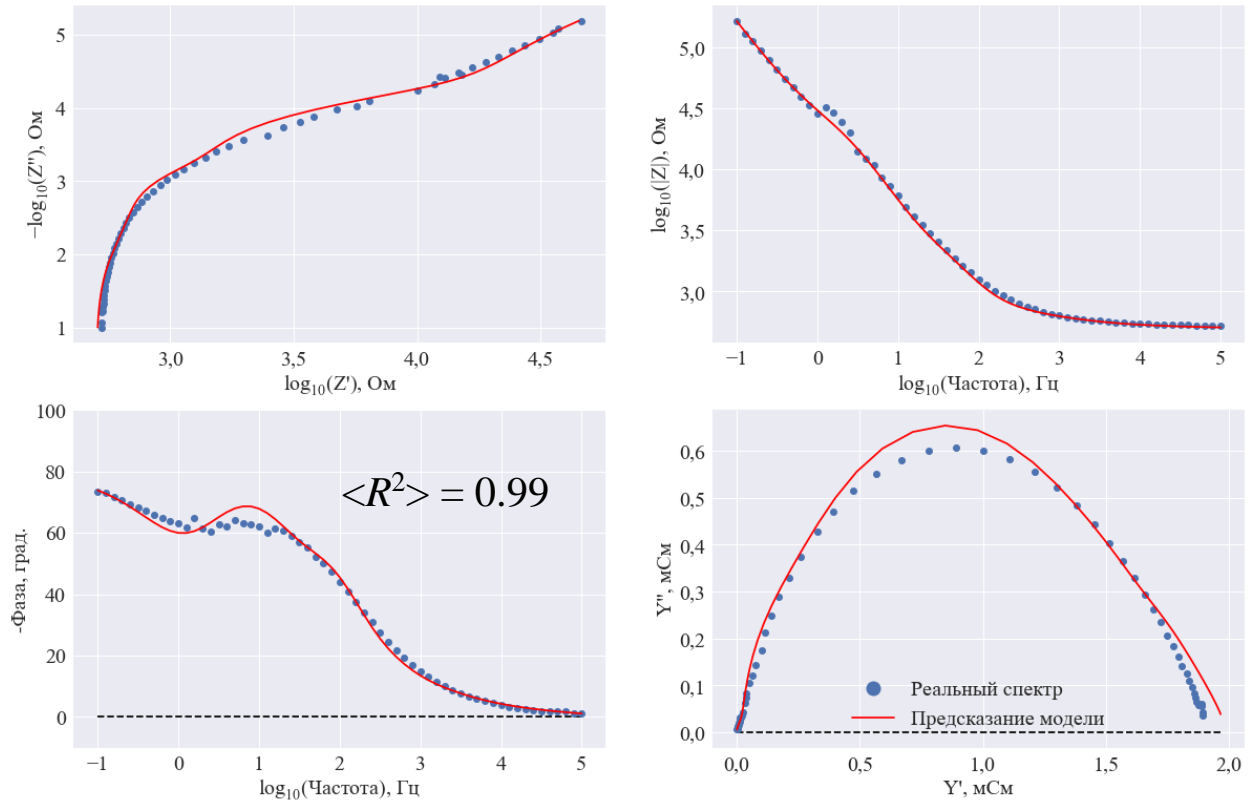 −log₁₀(Z''), Ом
5
4
3
2
1
3,0 3,5 4,0 4,5
log₁₀(Z'), Ом
log₁₀(|Z|), Ом
5,0
4,5
4,0
3,5
3,0
−1 0 1 2 3 4 5
log₁₀(Частота), Гц
-Фаза, град.
100
80
60
40
20
0
<R²> = 0.99
−1 0 1 2 3 4 5
log₁₀(Частота), Гц
Y'', мСм
0,6
0,5
0,4
0,3
0,2
0,1
0,0
Реальный спектр
Предсказание модели
0,0 0,5 1,0 1,5 2,0
Y', мСм